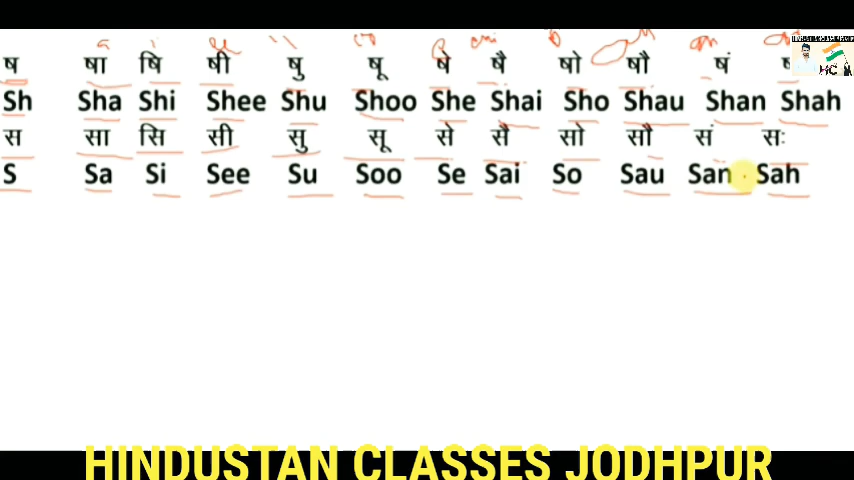 ष षा षि षी षु षू षे षै षो षौ षं
Sh Sha Shi Shee Shu Shoo She Shai Sho Shau Shan Shah
स सा सि सी सु सू से सै सो सौ सं सः
S Sa Si See Su Soo Se Sai So Sau San Sah
HINDUSTAN CLASSES JODHPUR